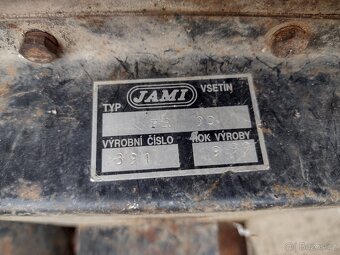 JAMI VSETÍN
TYP
VÝROBNÍ ČÍSLO ROK VÝROBY
391